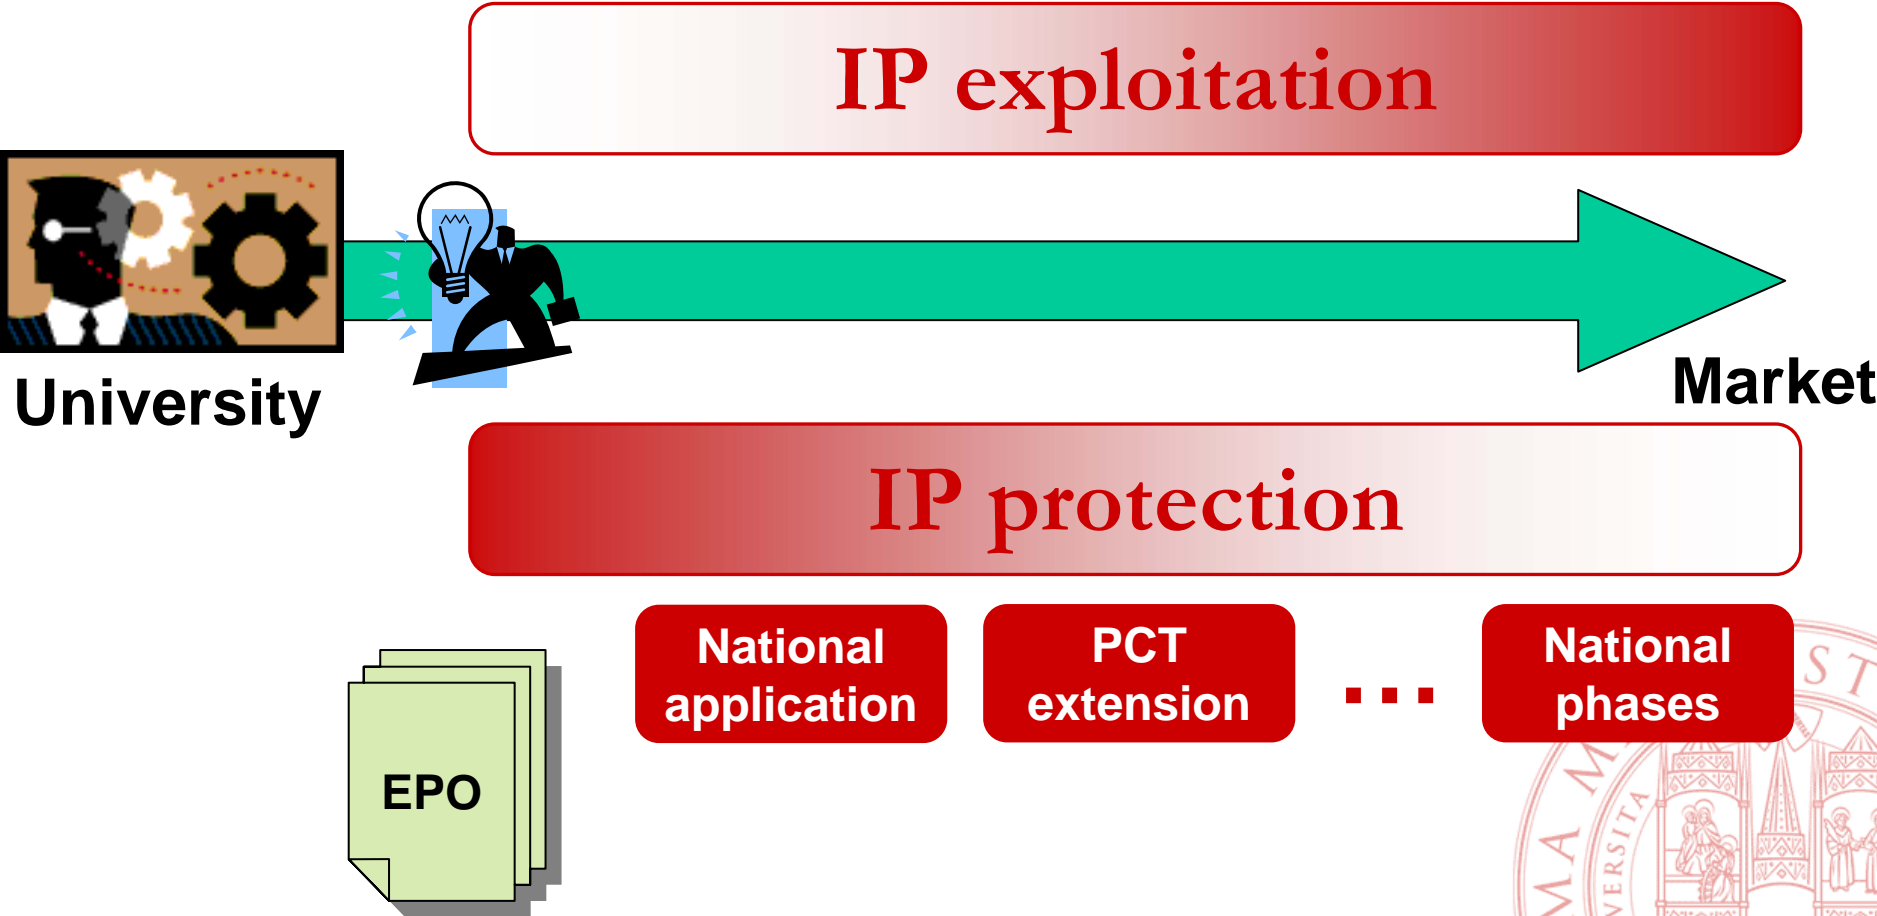 IP exploitation
University
Market
IP protection
National
application
PCT
extension
...
National
phases
EPO